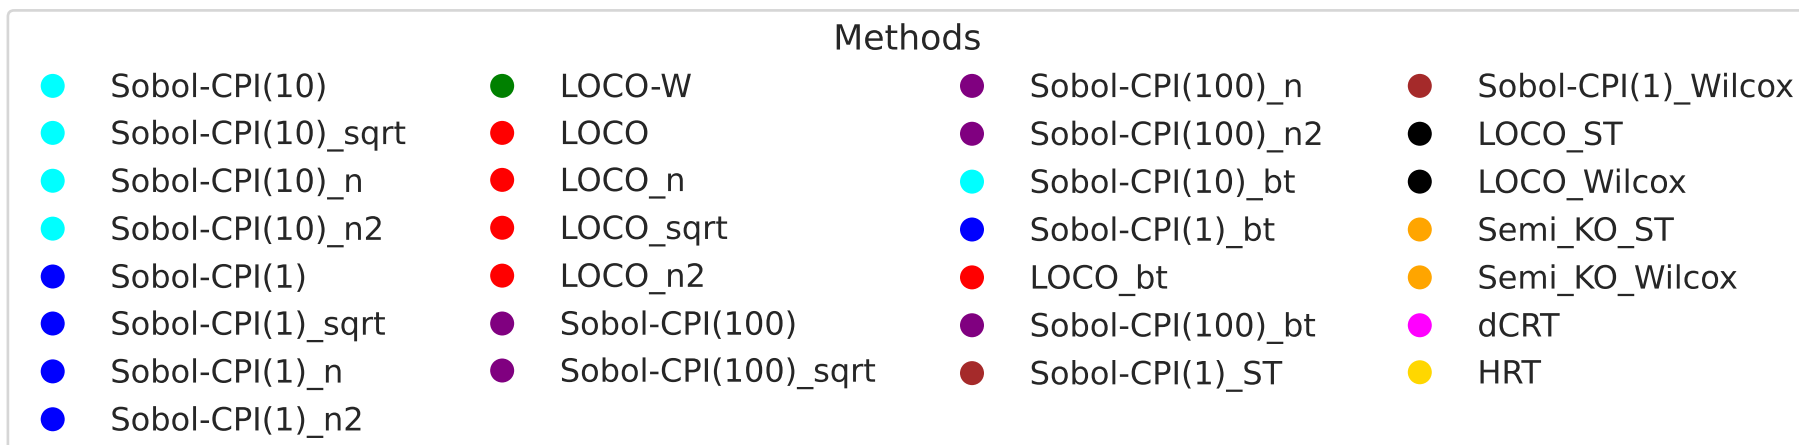 Methods
Sobol-CPI(10)
Sobol-CPI(10)_sqrt
Sobol-CPI(10)_n
Sobol-CPI(10)_n2
Sobol-CPI(1)
Sobol-CPI(1)_sqrt
Sobol-CPI(1)_n
Sobol-CPI(1)_n2
LOCO-W
LOCO
LOCO_n
LOCO_sqrt
LOCO_n2
Sobol-CPI(100)
Sobol-CPI(100)_sqrt
Sobol-CPI(100)_n
Sobol-CPI(100)_n2
Sobol-CPI(10)_bt
Sobol-CPI(1)_bt
LOCO_bt
Sobol-CPI(100)_bt
Sobol-CPI(1)_ST
Sobol-CPI(1)_Wilcox
LOCO_ST
LOCO_Wilcox
Semi_KO_ST
Semi_KO_Wilcox
dCRT
HRT